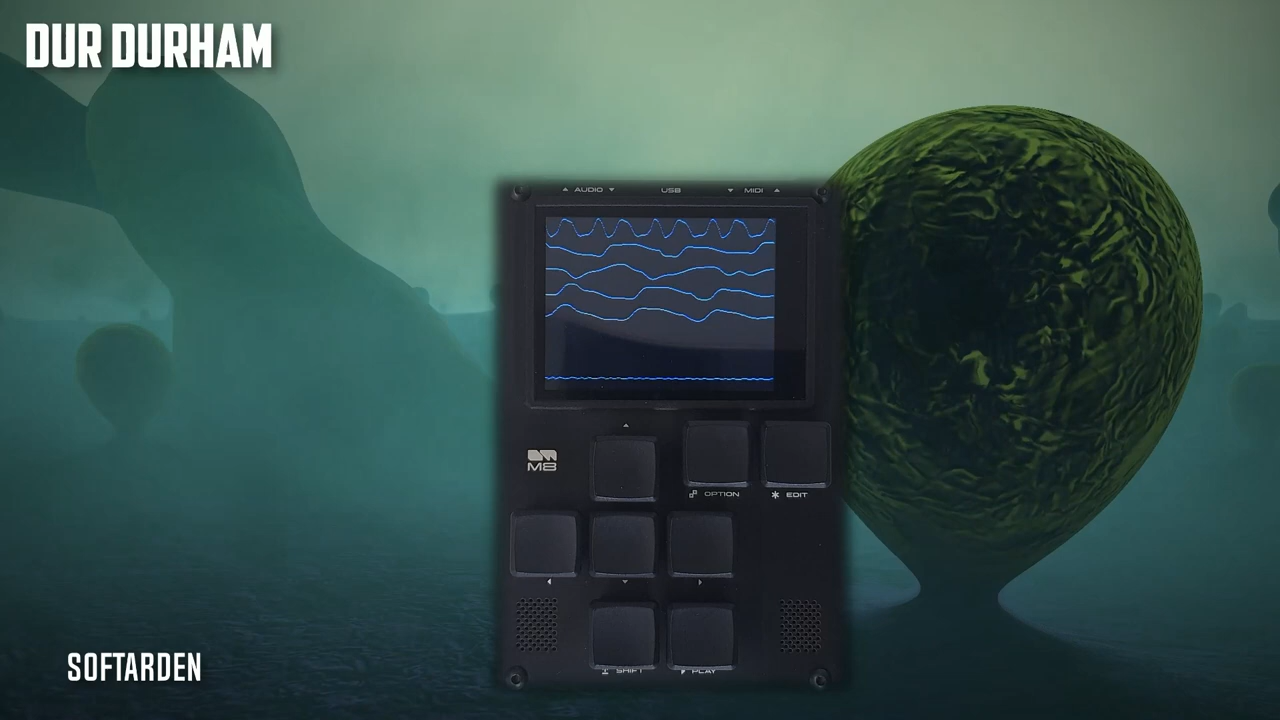 DUR DURHAM
AUDIO USB MIDI
M8
OPTION EDIT
SHIFT PLAY
SOFTARDEN